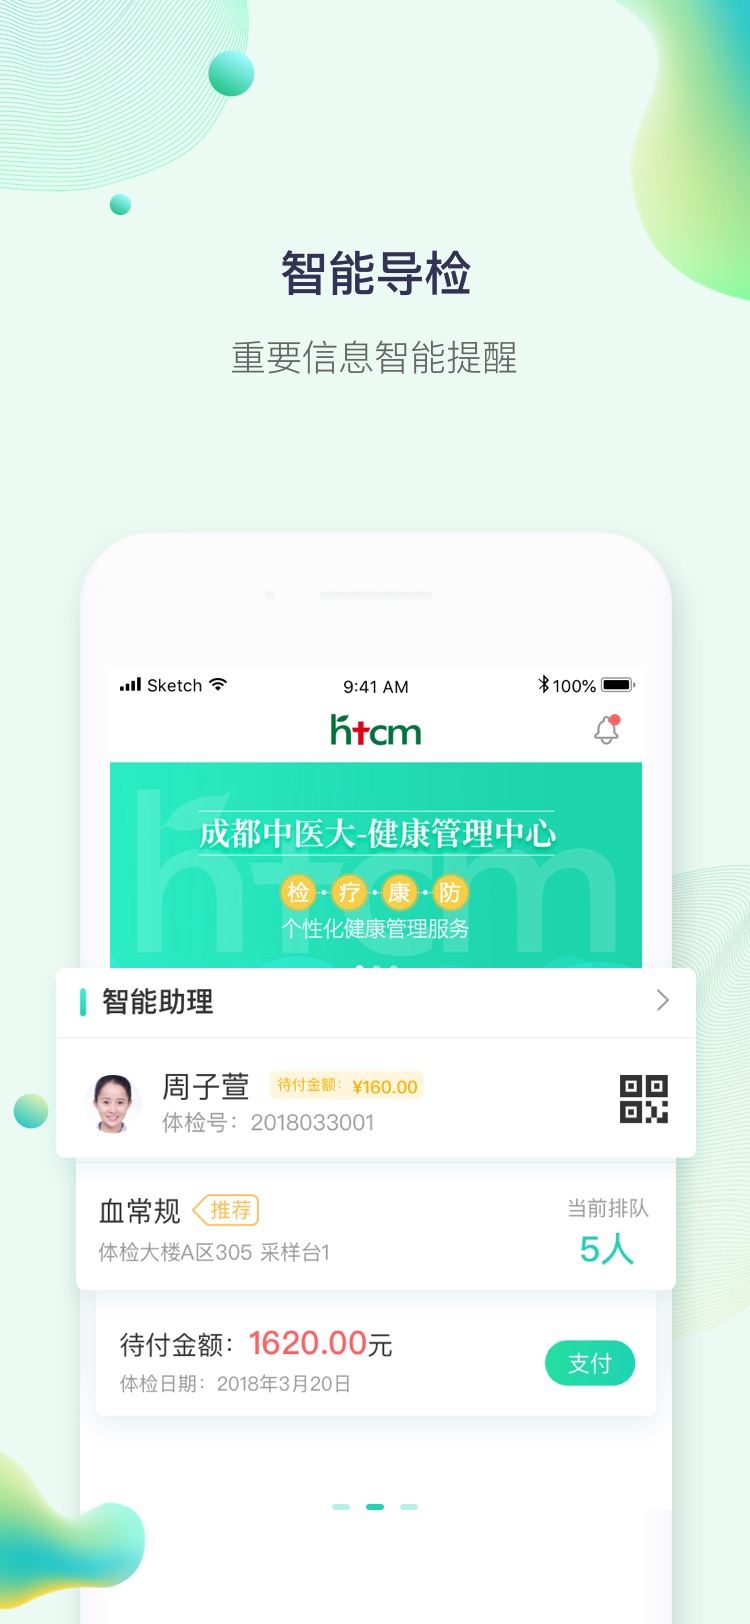 智能导检
重要信息智能提醒
Sketch 9:41 AM 100%
htcm
htcm
成都中医大-健康管理中心
检·疗·康·防
个性化健康管理服务
智能助理
周子萱 待付金额：¥160.00
体检号：2018033001
血常规 推荐 当前排队
体检大楼A区305 采样台1 5人
待付金额：1620.00元
体检日期：2018年3月20日 支付